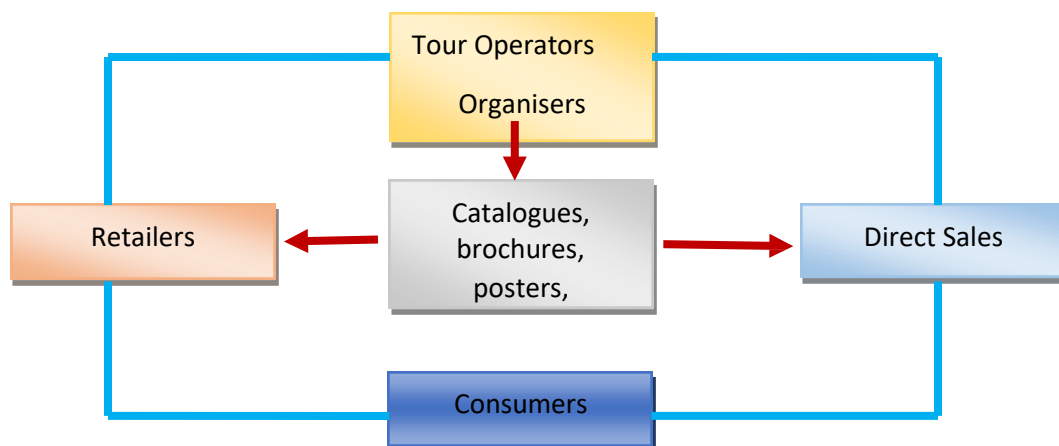 Tour Operators
Organisers
Retailers
Catalogues,
brochures,
posters,
Direct Sales
Consumers